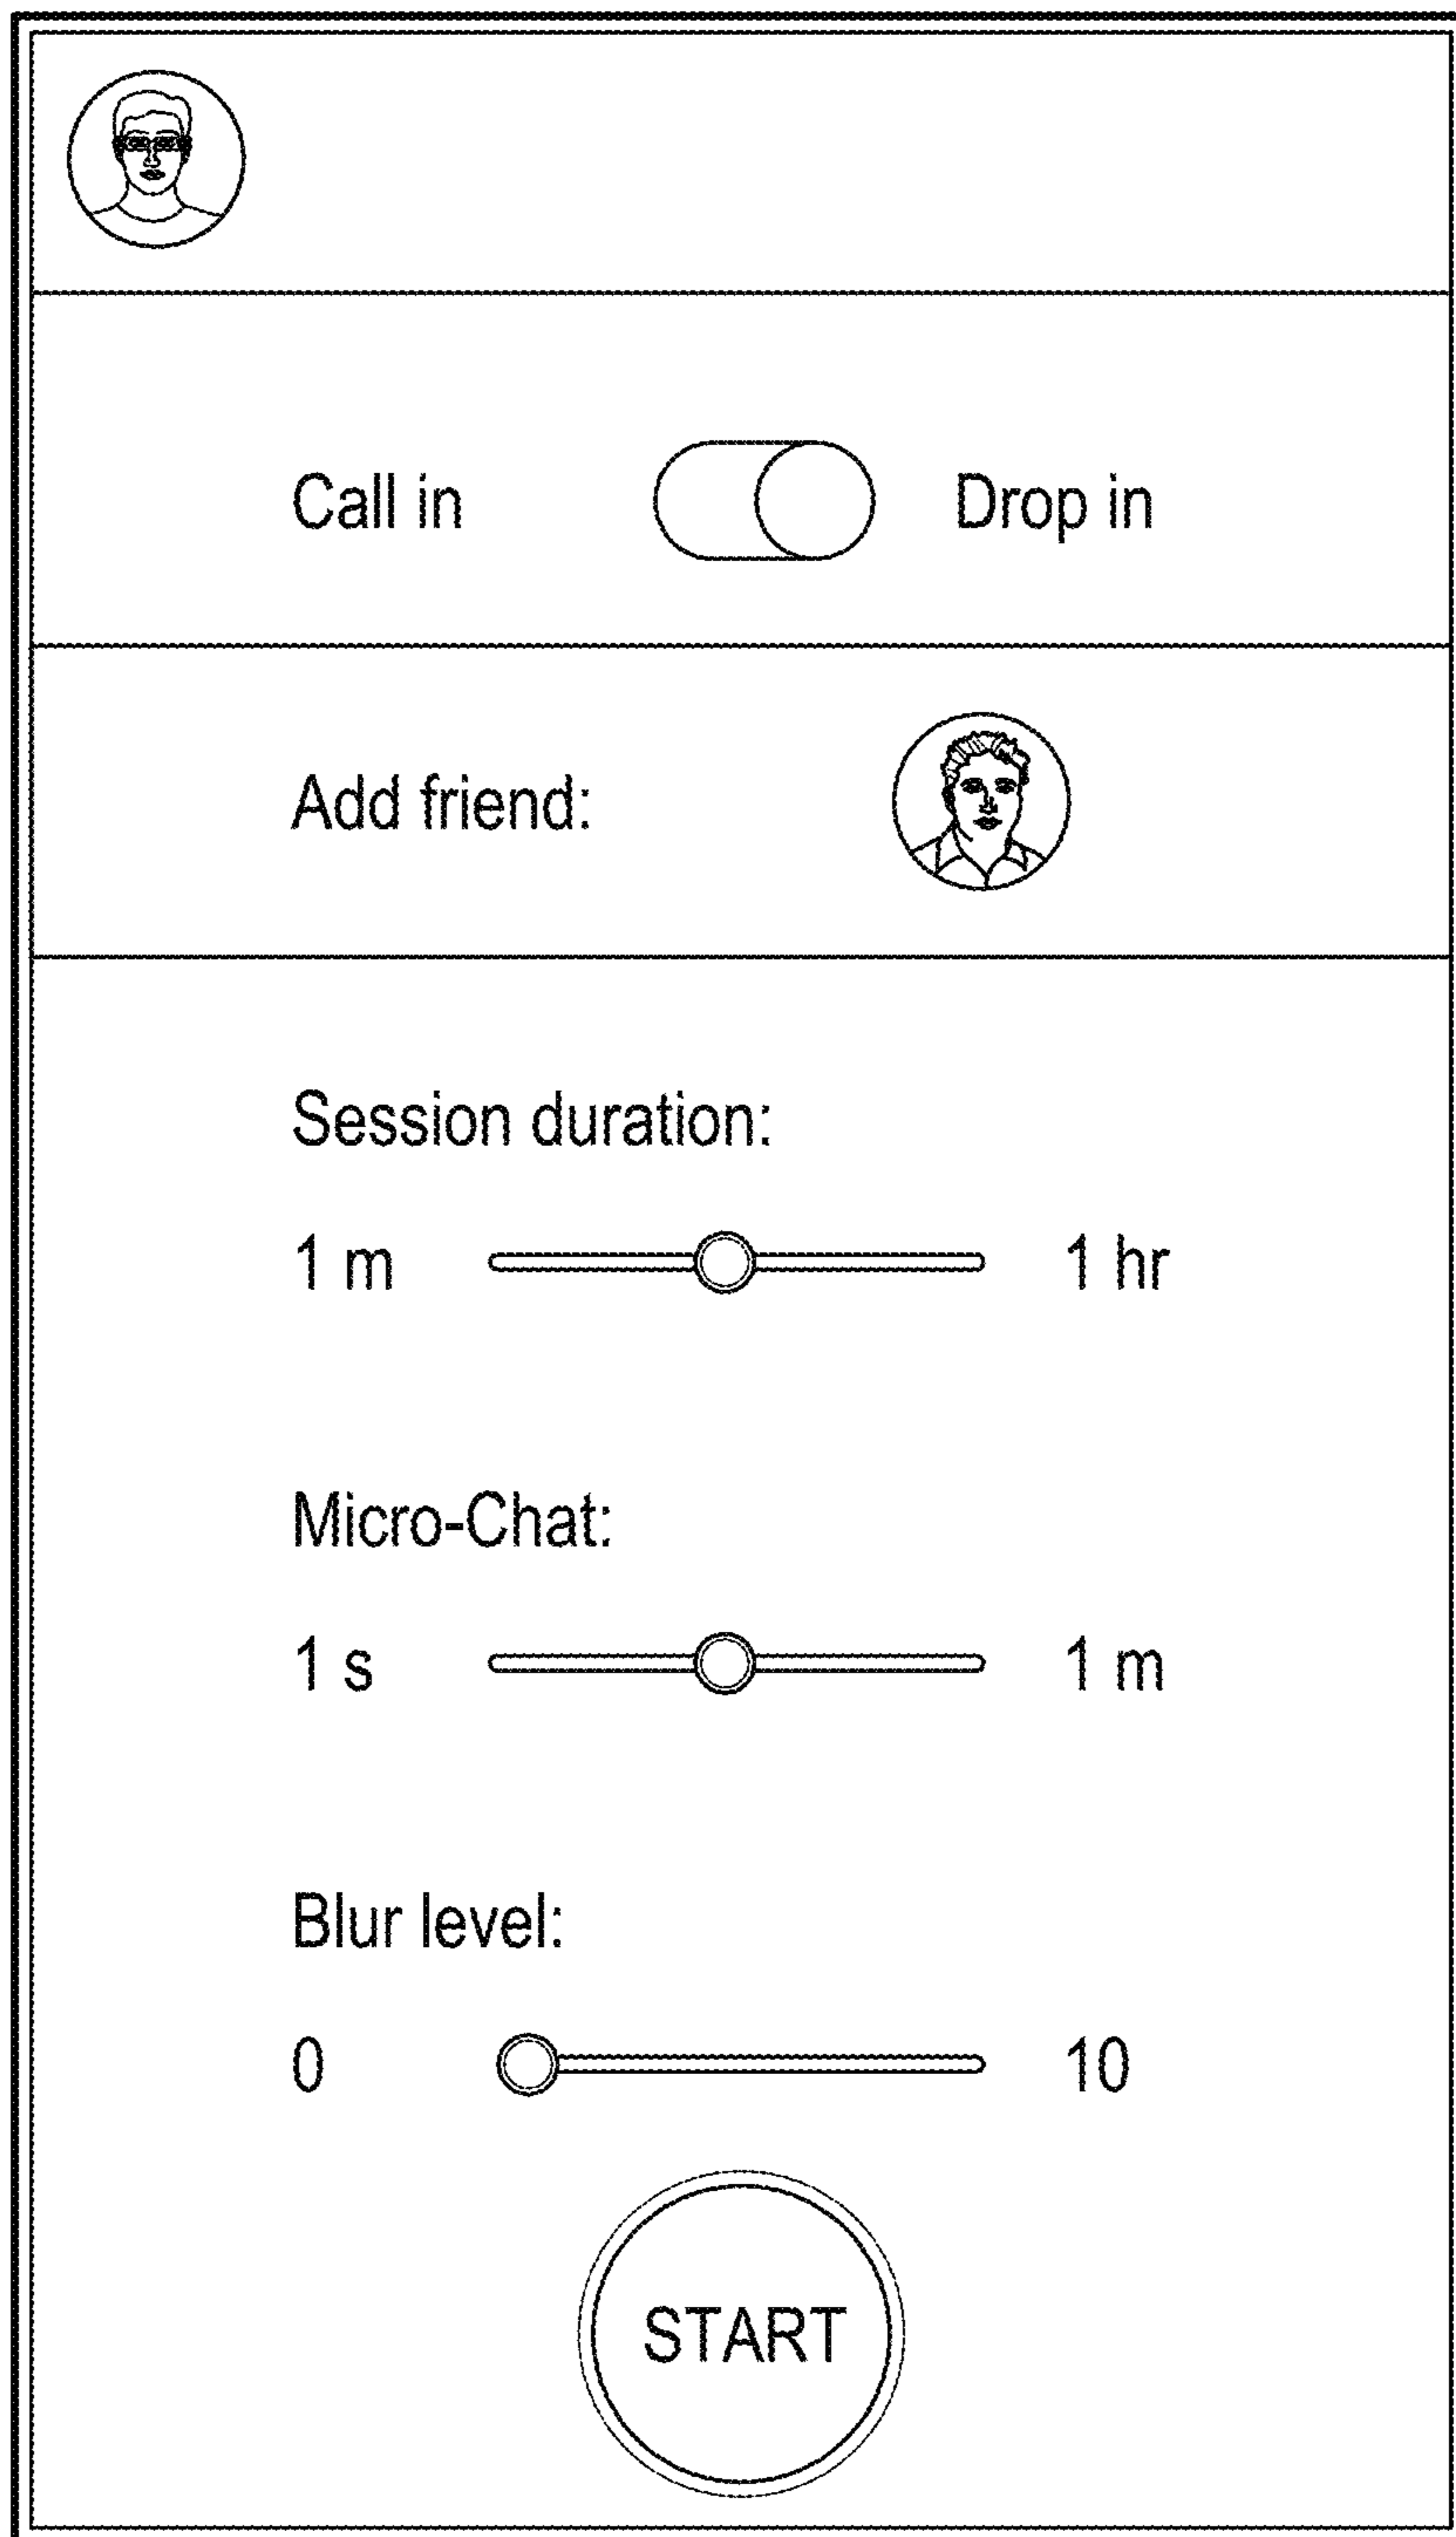 Call in Drop in
Add friend:
Session duration:
1 m 1 hr
Micro-Chat:
1 s 1 m
Blur level:
0 10
START